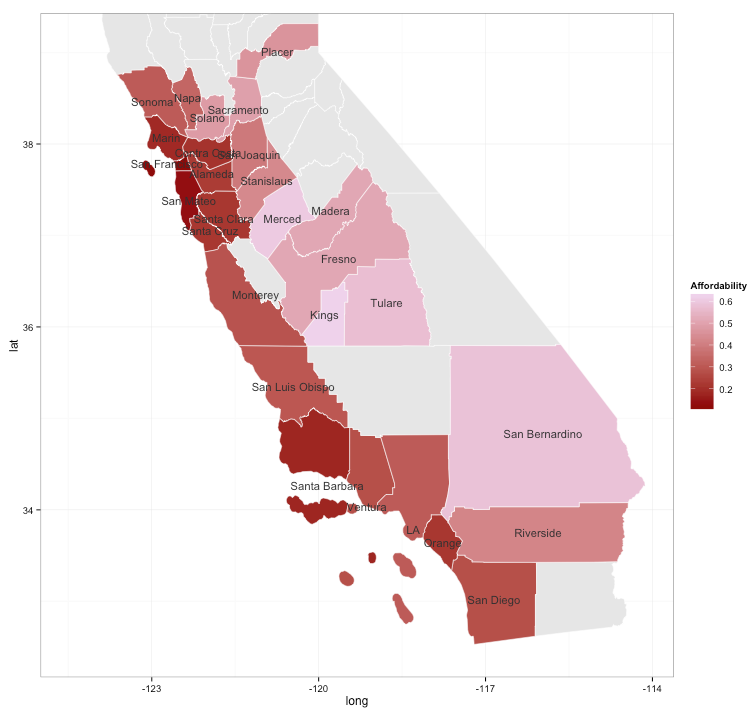 Placer
Sonoma
Napa
Solano
Sacramento
Marin
Contra Costa
San Joaquin
San Francisco
Alameda
Stanislaus
San Mateo
Santa Clara
Santa Cruz
Merced
Madera
Fresno
Monterey
Kings
Tulare
San Luis Obispo
San Bernardino
Santa Barbara
Ventura
LA
Orange
Riverside
San Diego
38
36
34
lat
-123
-120
-117
-114
long
Affordability
0.6
0.5
0.4
0.3
0.2